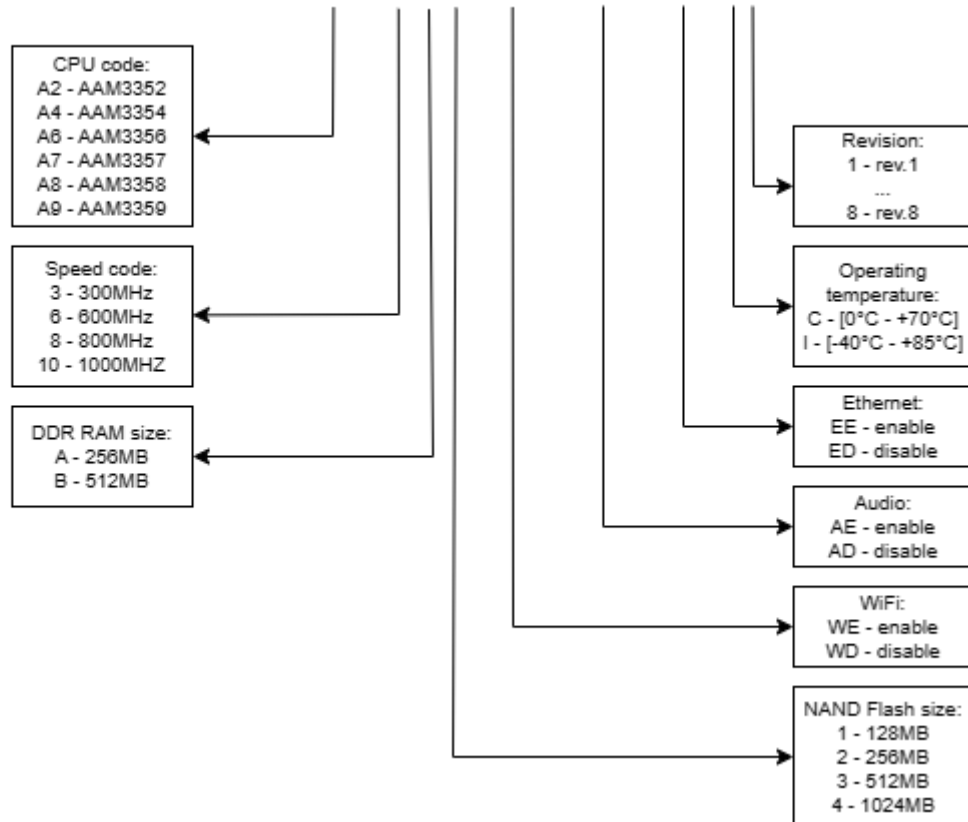 CPU code:
A2 - AAM3352
A4 - AAM3354
A6 - AAM3356
A7 - AAM3357
A8 - AAM3358
A9 - AAM3359
Speed code:
3 - 300MHz
6 - 600MHz
8 - 800MHz
10 - 1000MHZ
DDR RAM size:
A - 256MB
B - 512MB
Revision:
1 - rev.1
...
8 - rev.8
Operating
temperature:
C - [0°C - +70°C]
I - [-40°C - +85°C]
Ethernet:
EE - enable
ED - disable
Audio:
AE - enable
AD - disable
WiFi:
WE - enable
WD - disable
NAND Flash size:
1 - 128MB
2 - 256MB
3 - 512MB
4 - 1024MB